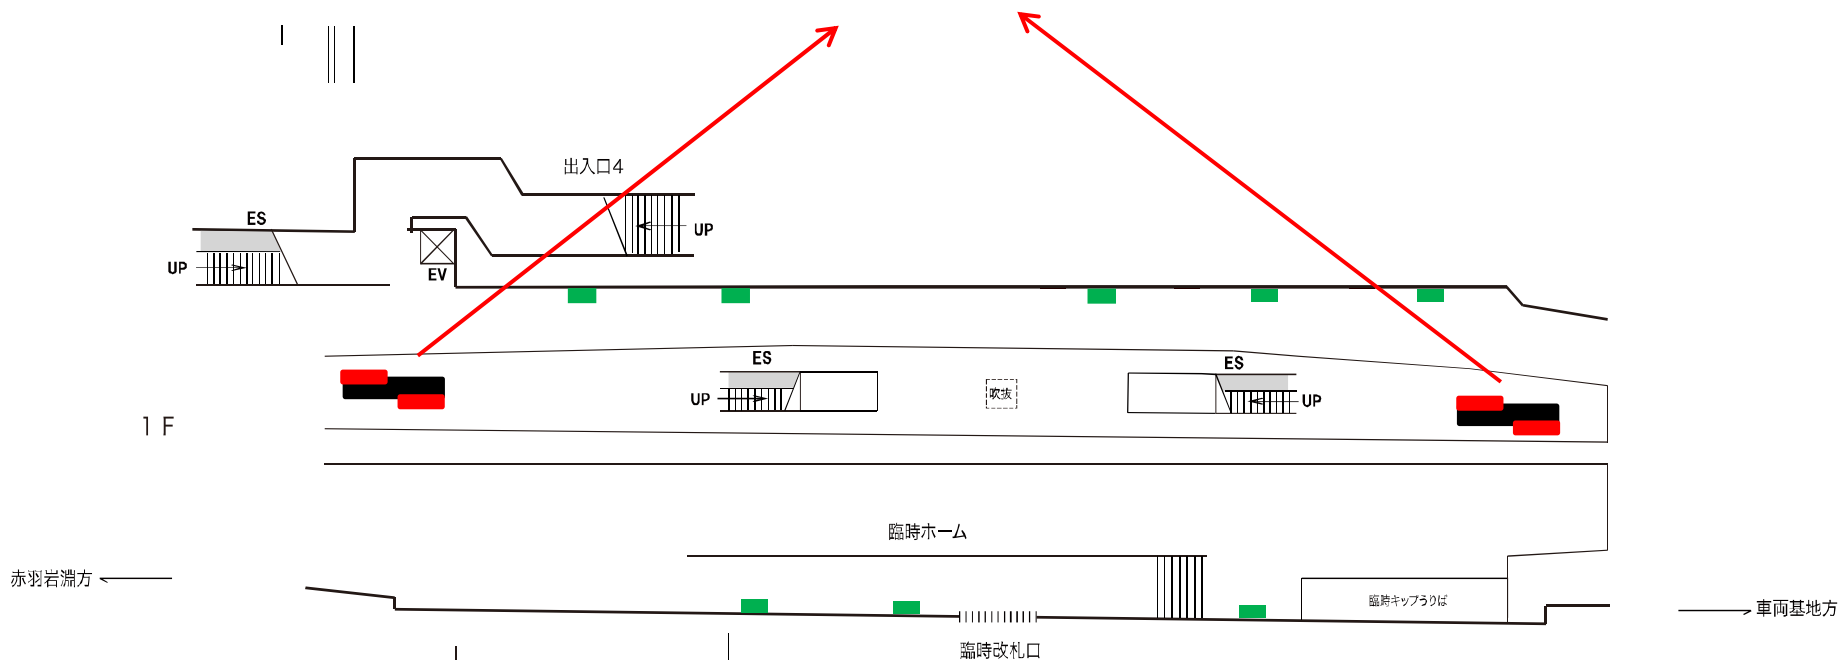 出入口4
ES
UP
UP
EV
ES
ES
UP
吹抜
UP
1F
臨時ホーム
赤羽岩淵方
臨時キップうりば
車両基地方
臨時改札口